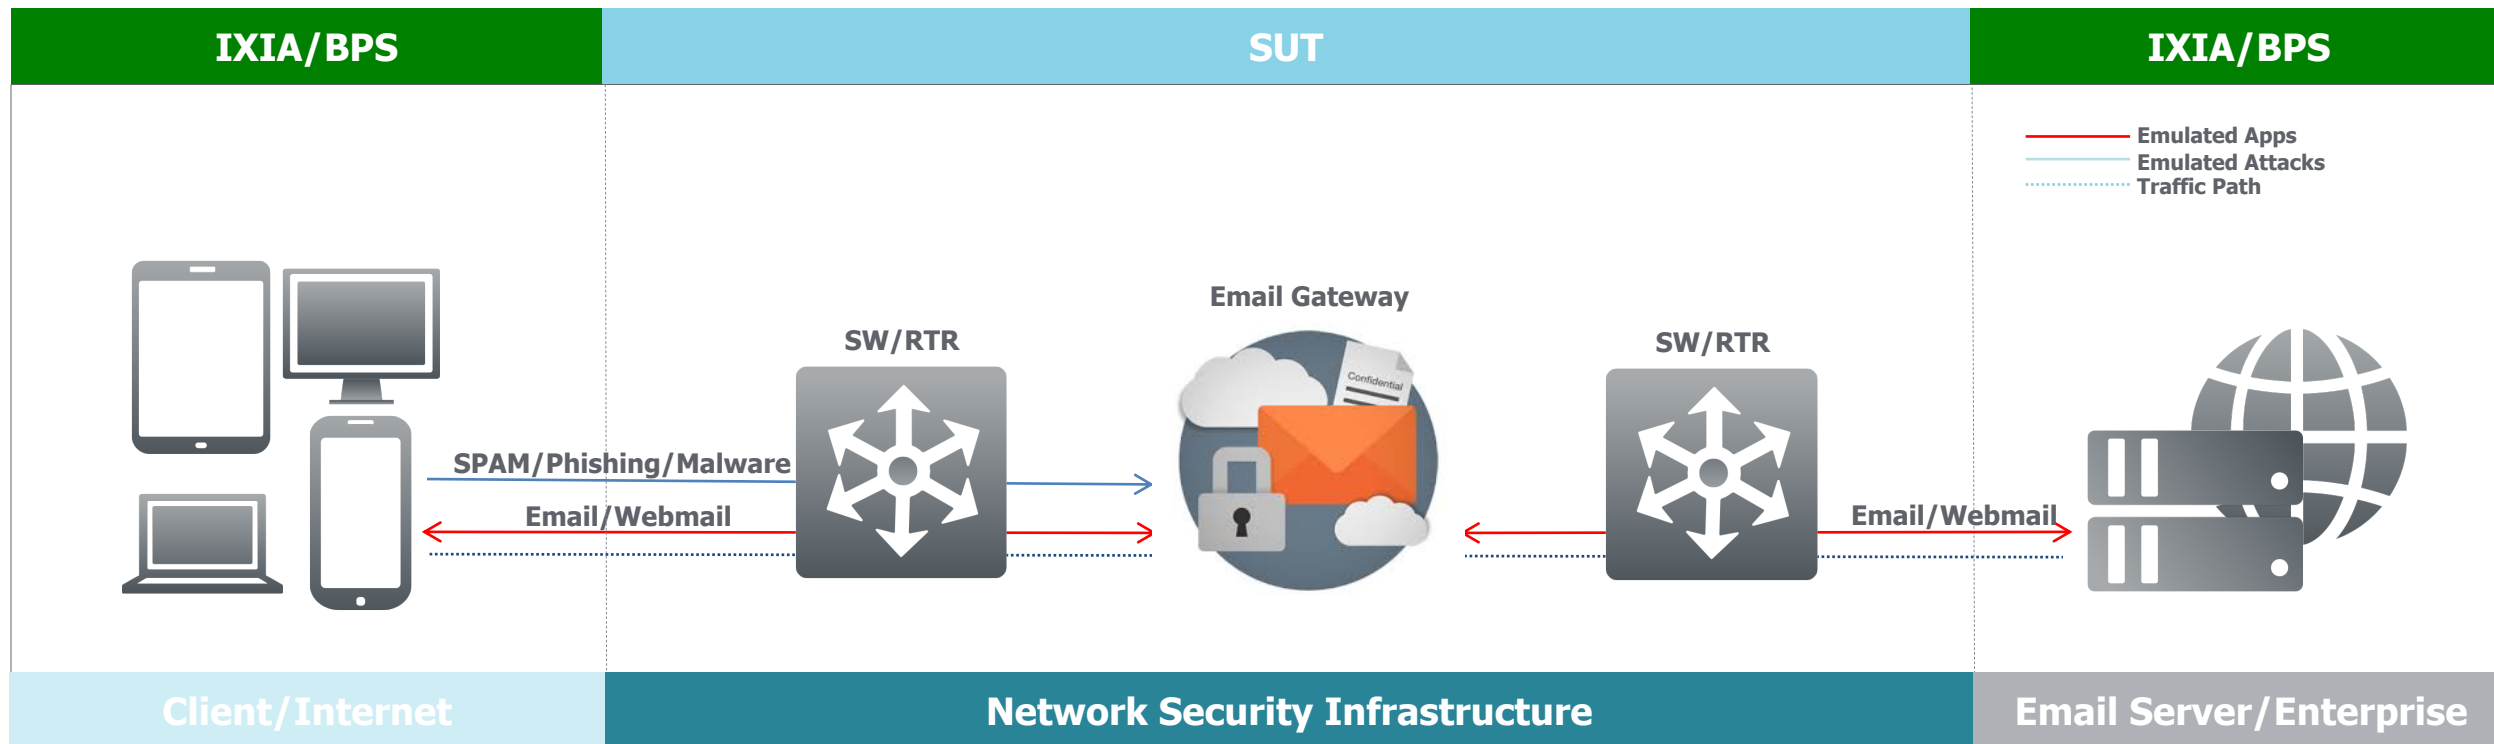 IXIA/BPS
SUT
IXIA/BPS
Emulated Apps
Emulated Attacks
Traffic Path
Email Gateway
SW/RTR
SW/RTR
Confidential
SPAM/Phishing/Malware
Email/Webmail
Email/Webmail
Client/Internet
Network Security Infrastructure
Email Server/Enterprise